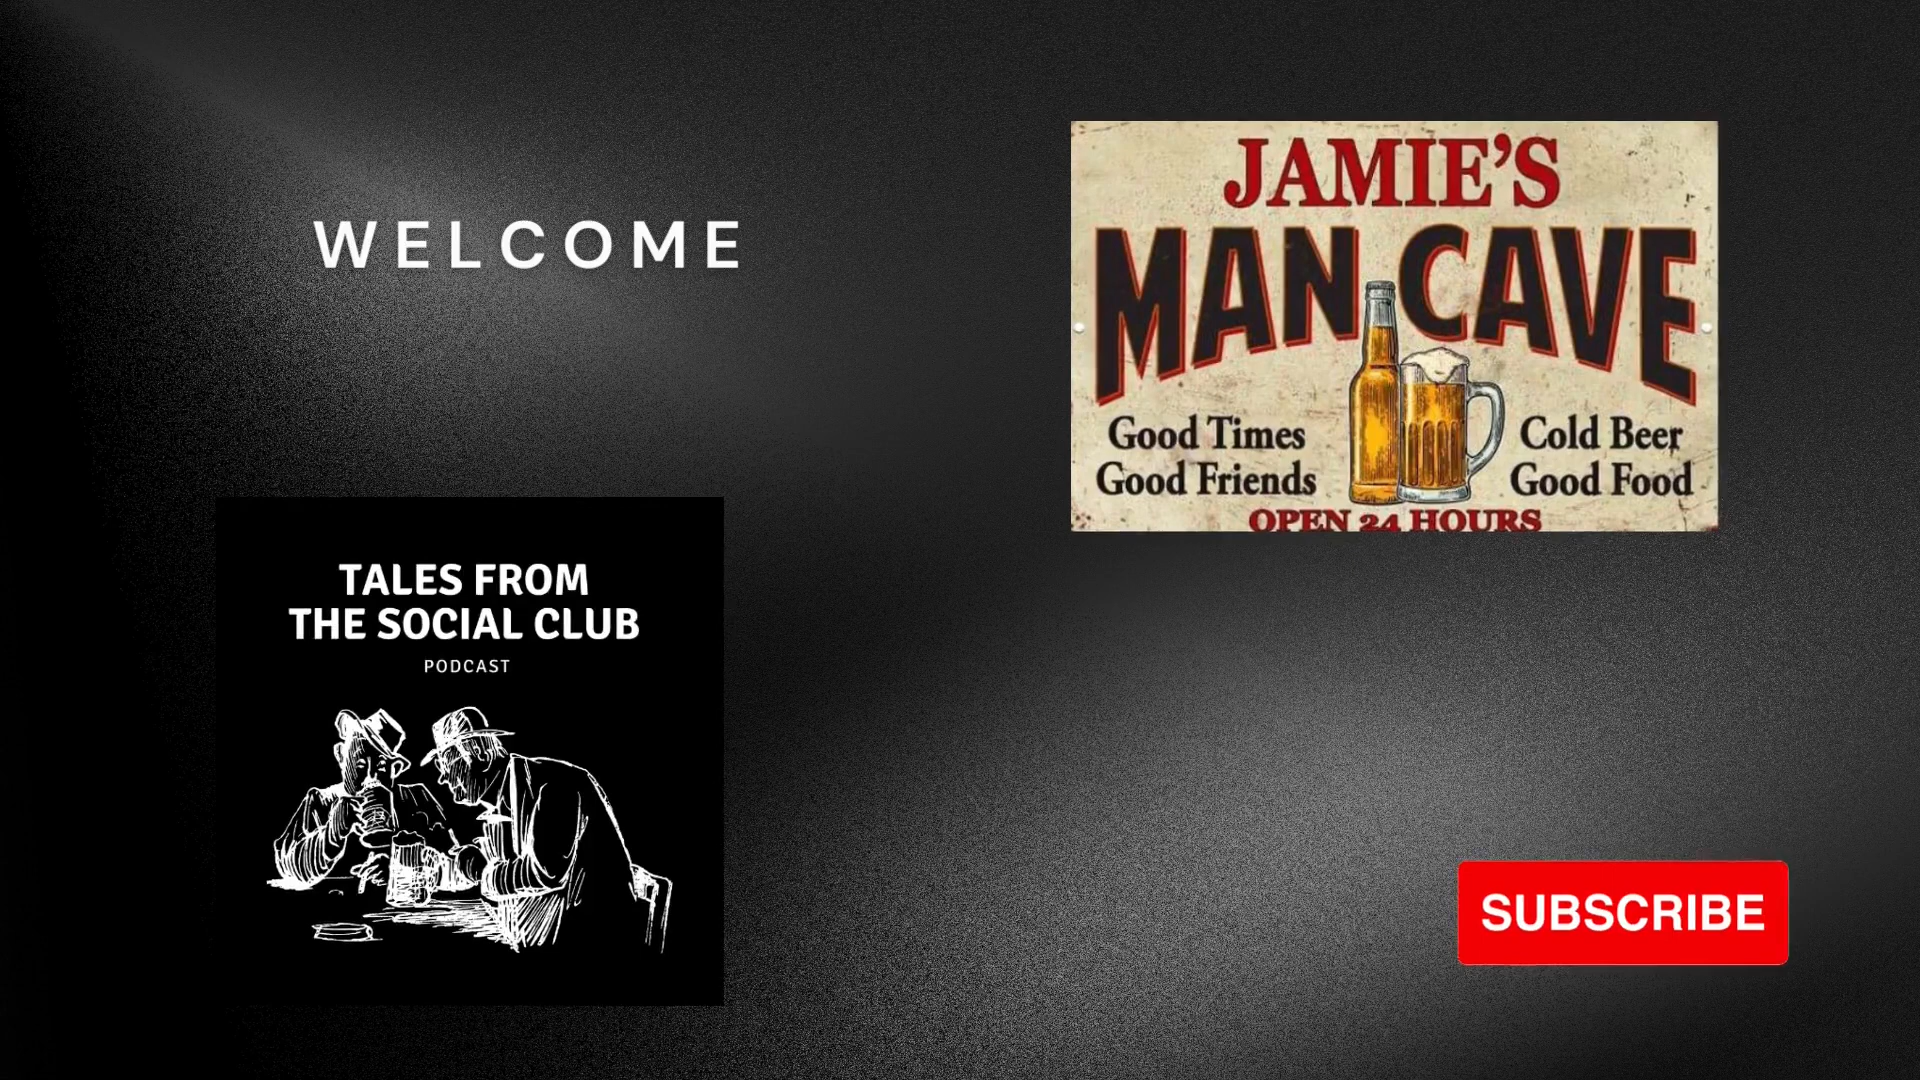 WELCOME
JAMIE'S
MAN CAVE
Good Times
Good Friends
Cold Beer
Good Food
OPEN 24 HOURS
TALES FROM
THE SOCIAL CLUB
PODCAST
SUBSCRIBE